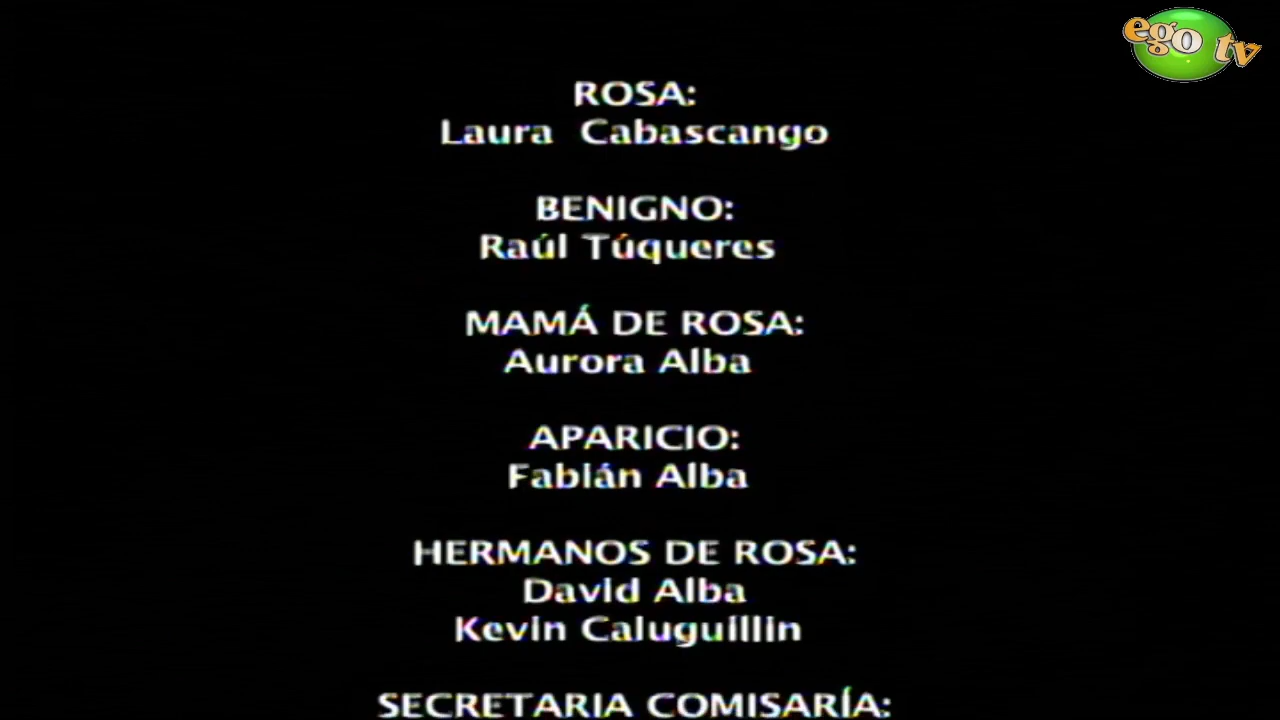 ego tv
ROSA:
Laura Cabascango
BENIGNO:
Raúl Túqueres
MAMÁ DE ROSA:
Aurora Alba
APARICIO:
Fabián Alba
HERMANOS DE ROSA:
David Alba
Kevin Caluguillin
SECRETARIA COMISARÍA: